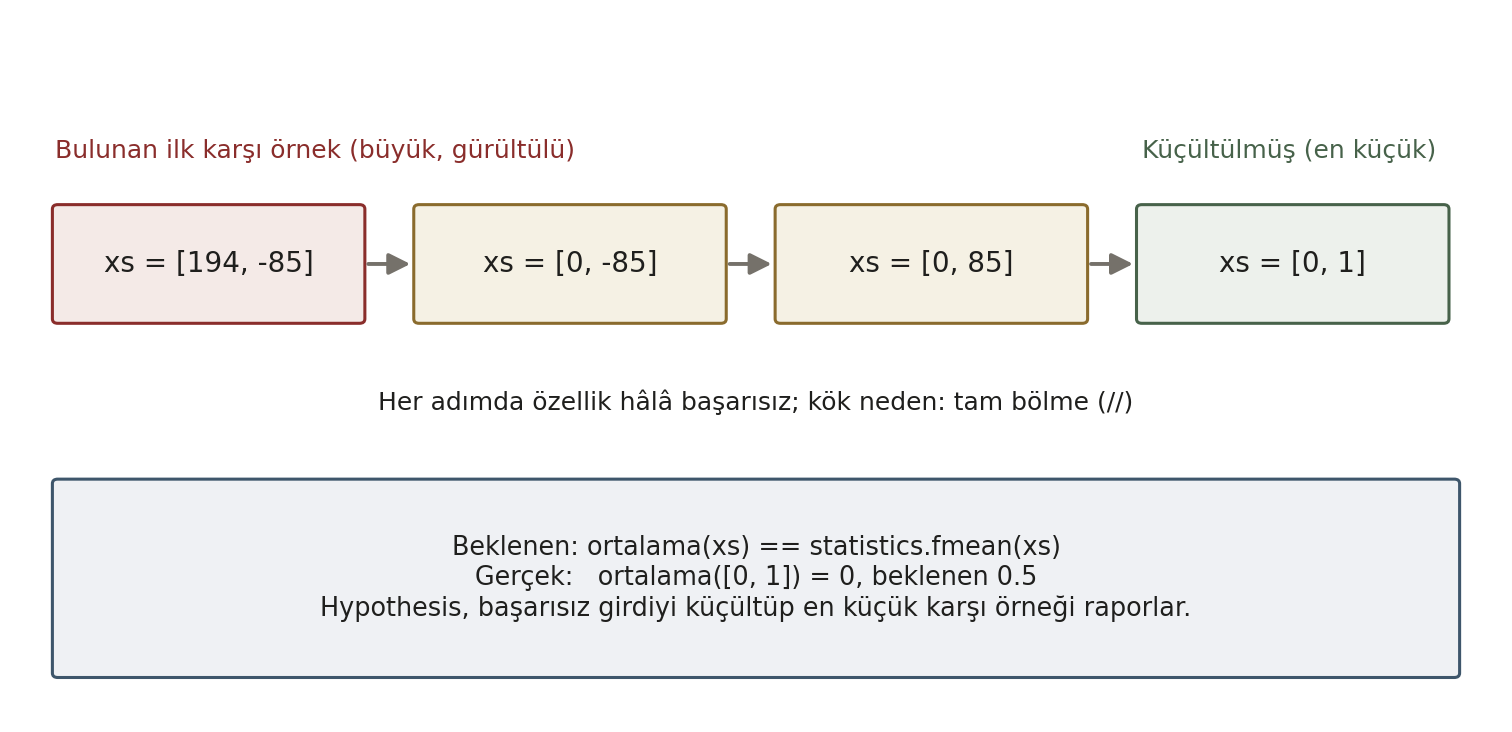 Bulunan ilk karşı örnek (büyük, gürültülü)
Küçültülmüş (en küçük)
xs = [194, -85]
xs = [0, -85]
xs = [0, 85]
xs = [0, 1]
Her adımda özellik hâlâ başarısız; kök neden: tam bölme (//)
Beklenen: ortalama(xs) == statistics.fmean(xs)
Gerçek:   ortalama([0, 1]) = 0, beklenen 0.5
Hypothesis, başarısız girdiyi küçültüp en küçük karşı örneği raporlar.